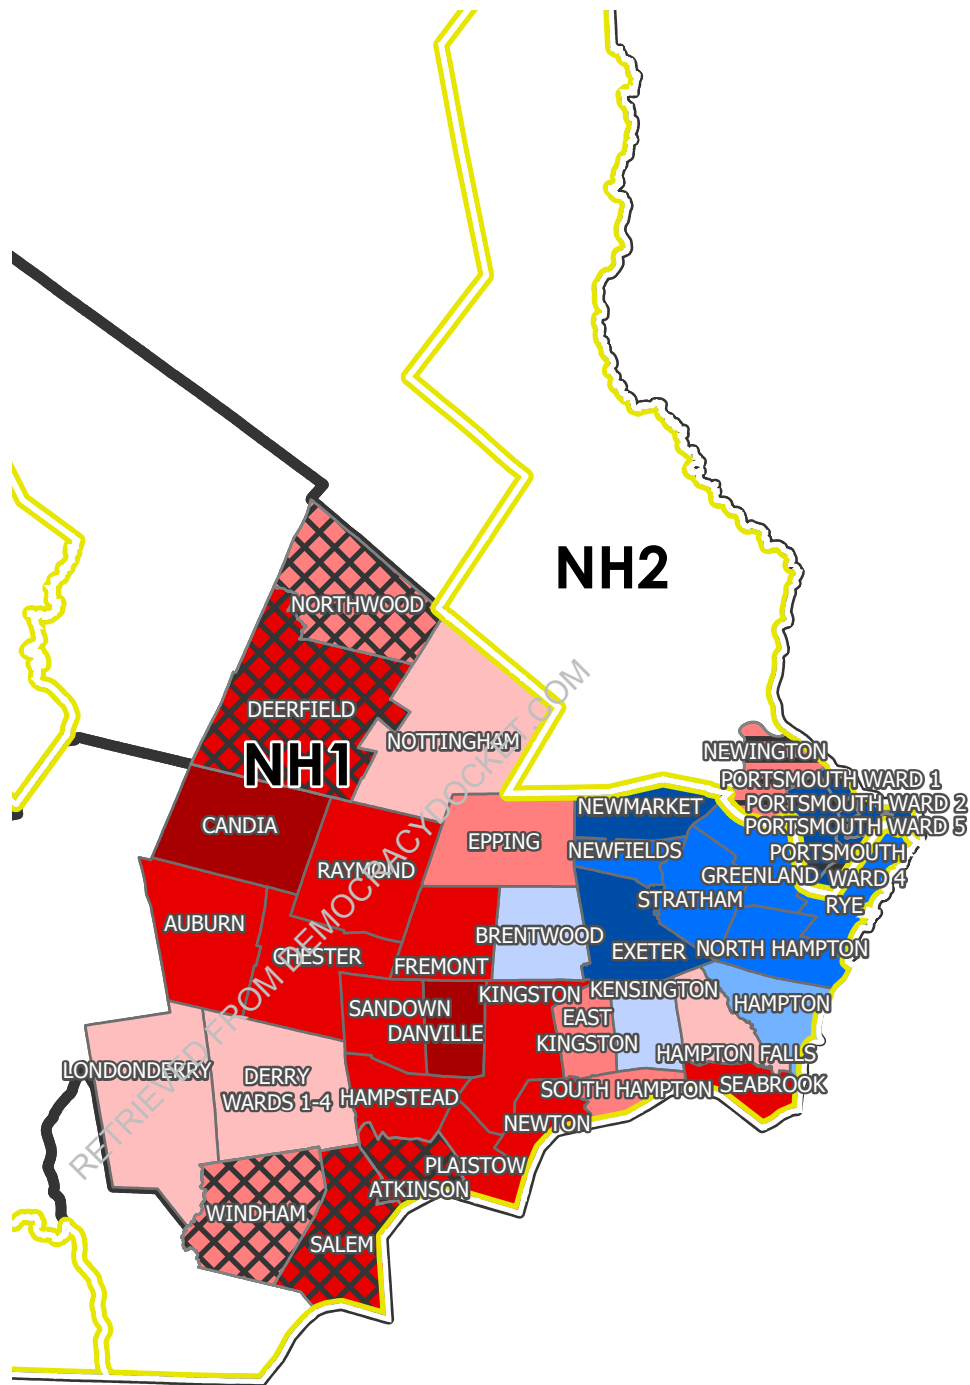 NH2
NORTHWOOD
DEERFIELD
NOTTINGHAM
NEWINGTON
NH1
PORTSMOUTH WARD 1
PORTSMOUTH WARD 2
NEWMARKET
CANDIA
PORTSMOUTH WARD 5
EPPING
NEWFIELDS
PORTSMOUTH
WARD 4
RAYMOND
GREENLAND
STRATHAM
RYE
AUBURN
BRENTWOOD
EXETER
NORTH HAMPTON
CHESTER
FREMONT
KINGSTON
KENSINGTON
HAMPTON
SANDOWN
EAST
KINGSTON
DANVILLE
HAMPTON FALLS
LONDONDERRY
DERRY
WARDS 1-4
SEABROOK
SOUTH HAMPTON
HAMPSTEAD
NEWTON
PLAISTOW
ATKINSON
WINDHAM
SALEM
RETRIEVED FROM DEMOCRACYDOCKET.COM